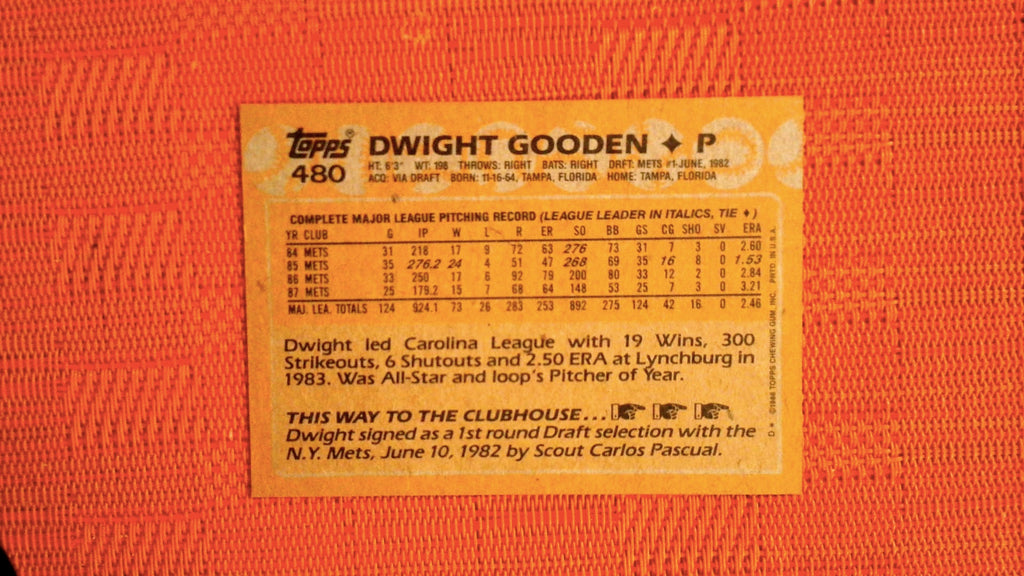 Topps® DWIGHT GOODEN ✦ P
480 HT: 6'3" WT: 198 THROWS: RIGHT BATS: RIGHT DRFT: METS #1-JUNE, 1982
ACQ: VIA DRAFT BORN: 11-16-64, TAMPA, FLORIDA HOME: TAMPA, FLORIDA
COMPLETE MAJOR LEAGUE PITCHING RECORD (LEAGUE LEADER IN ITALICS, TIE ♦)
YR CLUB G IP W L R ER SO BB GS CG SHO SV ERA
84 METS 31 218 17 9 72 63 276 73 31 7 3 0 2.60
85 METS 35 276.2 24 4 51 47 268 69 35 16 8 0 1.53
86 METS 33 250 17 6 92 79 200 80 33 12 2 0 2.84
87 METS 25 179.2 15 7 68 64 148 53 25 7 3 0 3.21
MAJ. LEA. TOTALS 124 924.1 73 26 283 253 892 275 124 42 16 0 2.46
Dwight led Carolina League with 19 Wins, 300
Strikeouts, 6 Shutouts and 2.50 ERA at Lynchburg in
1983. Was All-Star and loop's Pitcher of Year.
THIS WAY TO THE CLUBHOUSE...
Dwight signed as a 1st round Draft selection with the
N.Y. Mets, June 10, 1982 by Scout Carlos Pascual.
D* ©1988 TOPPS CHEWING GUM, INC. PRTD. IN U.S.A.